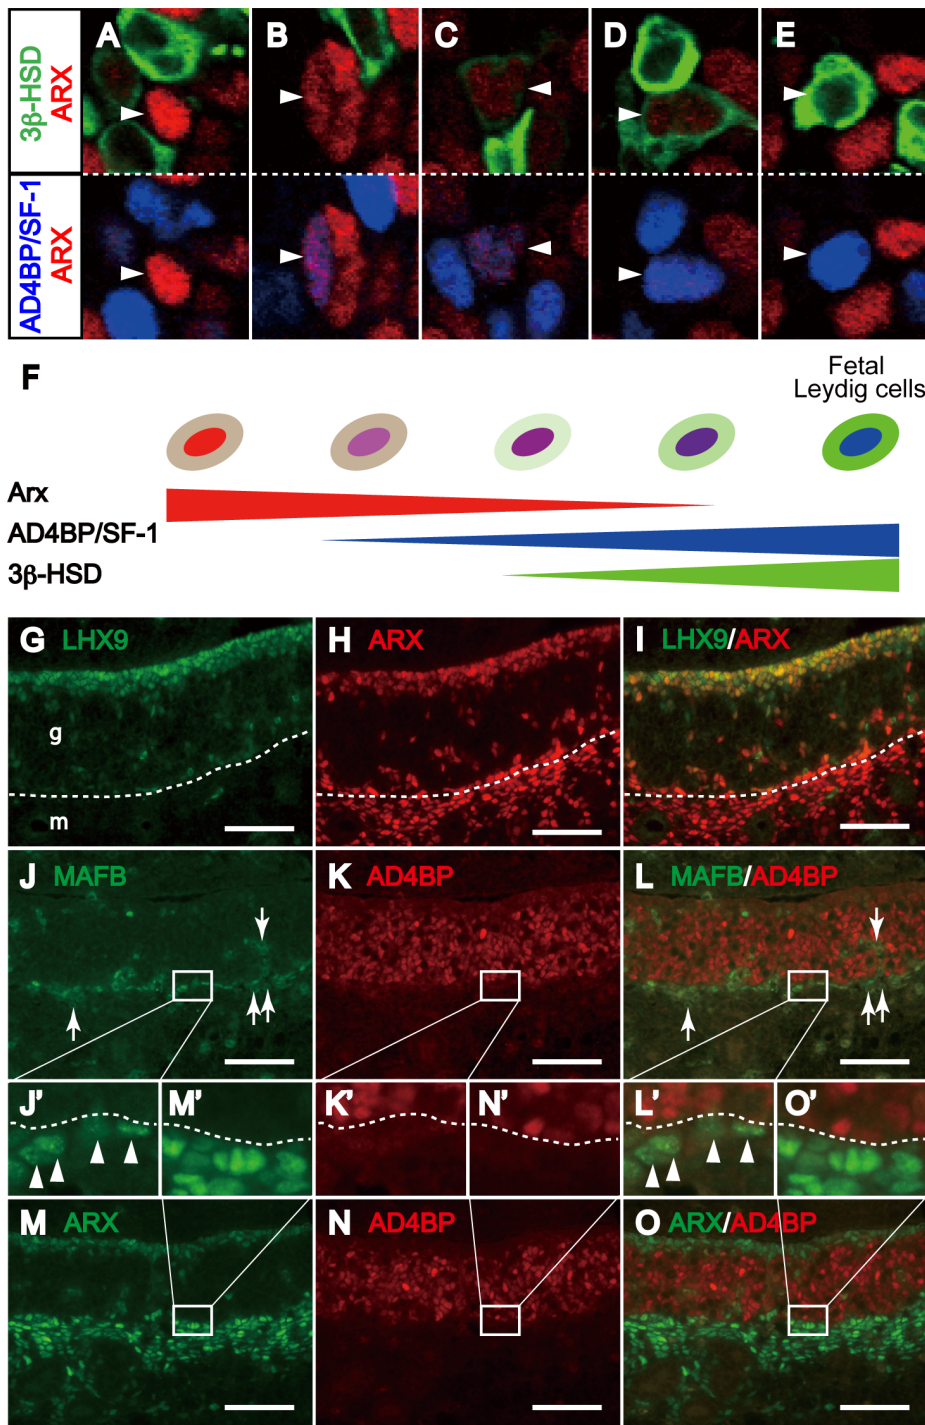 3β-HSD
ARX
A
B
C
D
E
AD4BP/SF-1
ARX
F
Fetal
Leydig cells
Arx
AD4BP/SF-1
3β-HSD
G LHX9
H ARX
I LHX9/ARX
g
m
J MAFB
K AD4BP
L MAFB/AD4BP
J' M' K' N' L' O'
M ARX
N AD4BP
O ARX/AD4BP